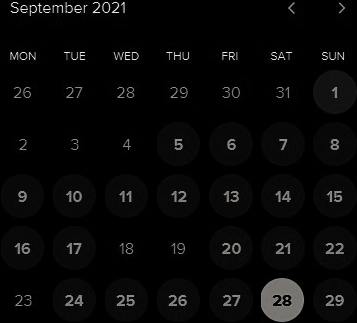 September 2021
MON TUE WED THU FRI SAT SUN
26 27 28 29 30 31 1
2 3 4 5 6 7 8
9 10 11 12 13 14 15
16 17 18 19 20 21 22
23 24 25 26 27 28 29